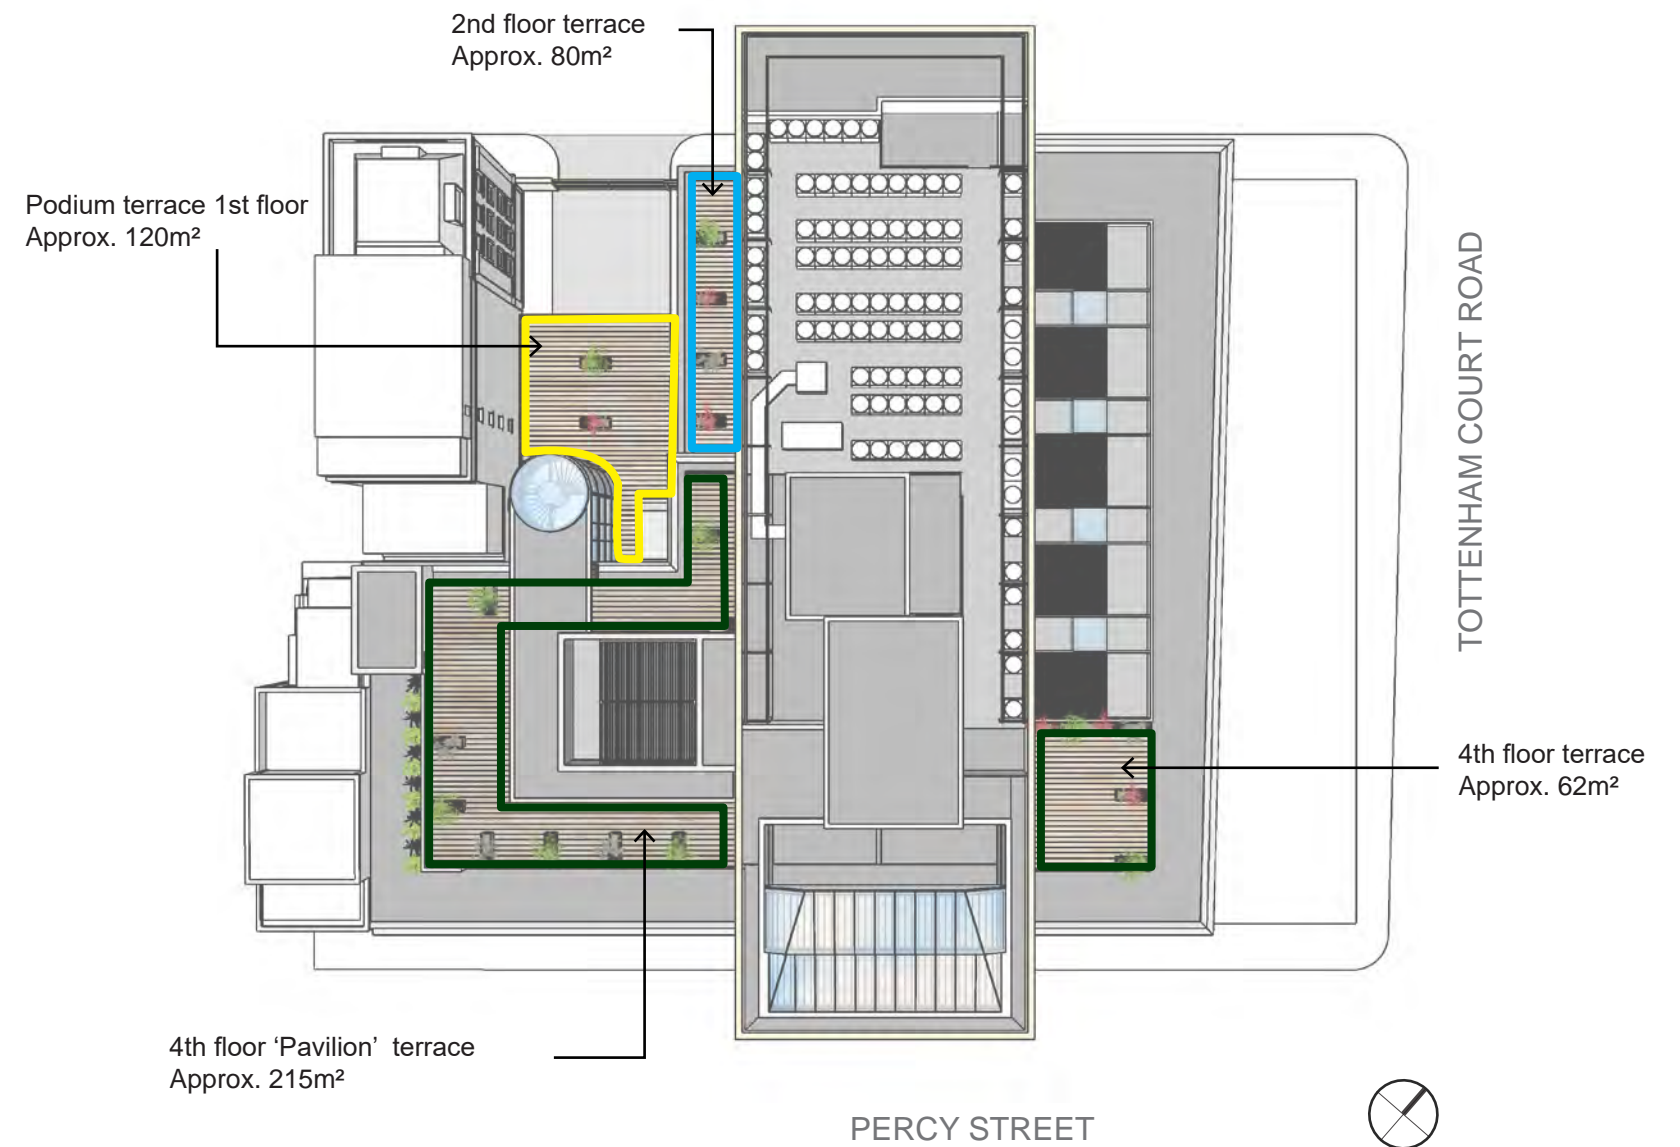 2nd floor terrace
Approx. 80m²
Podium terrace 1st floor
Approx. 120m²
TOTTENHAM COURT ROAD
4th floor terrace
Approx. 62m²
4th floor ‘Pavilion’ terrace
Approx. 215m²
PERCY STREET